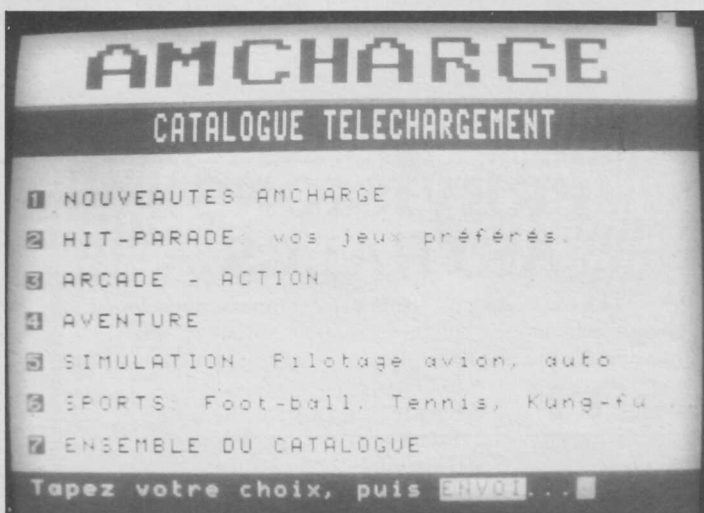 AMCHARGE
CATALOGUE TELECHARGEMENT
1 NOUVEAUTES AMCHARGE
2 HIT-PARADE: vos jeux préférés.
3 ARCADE - ACTION
4 AVENTURE
5 SIMULATION: Pilotage avion, auto
6 SPORTS: Foot-ball, Tennis, Kung-fu ...
7 ENSEMBLE DU CATALOGUE
Tapez votre choix, puis ENVOI...